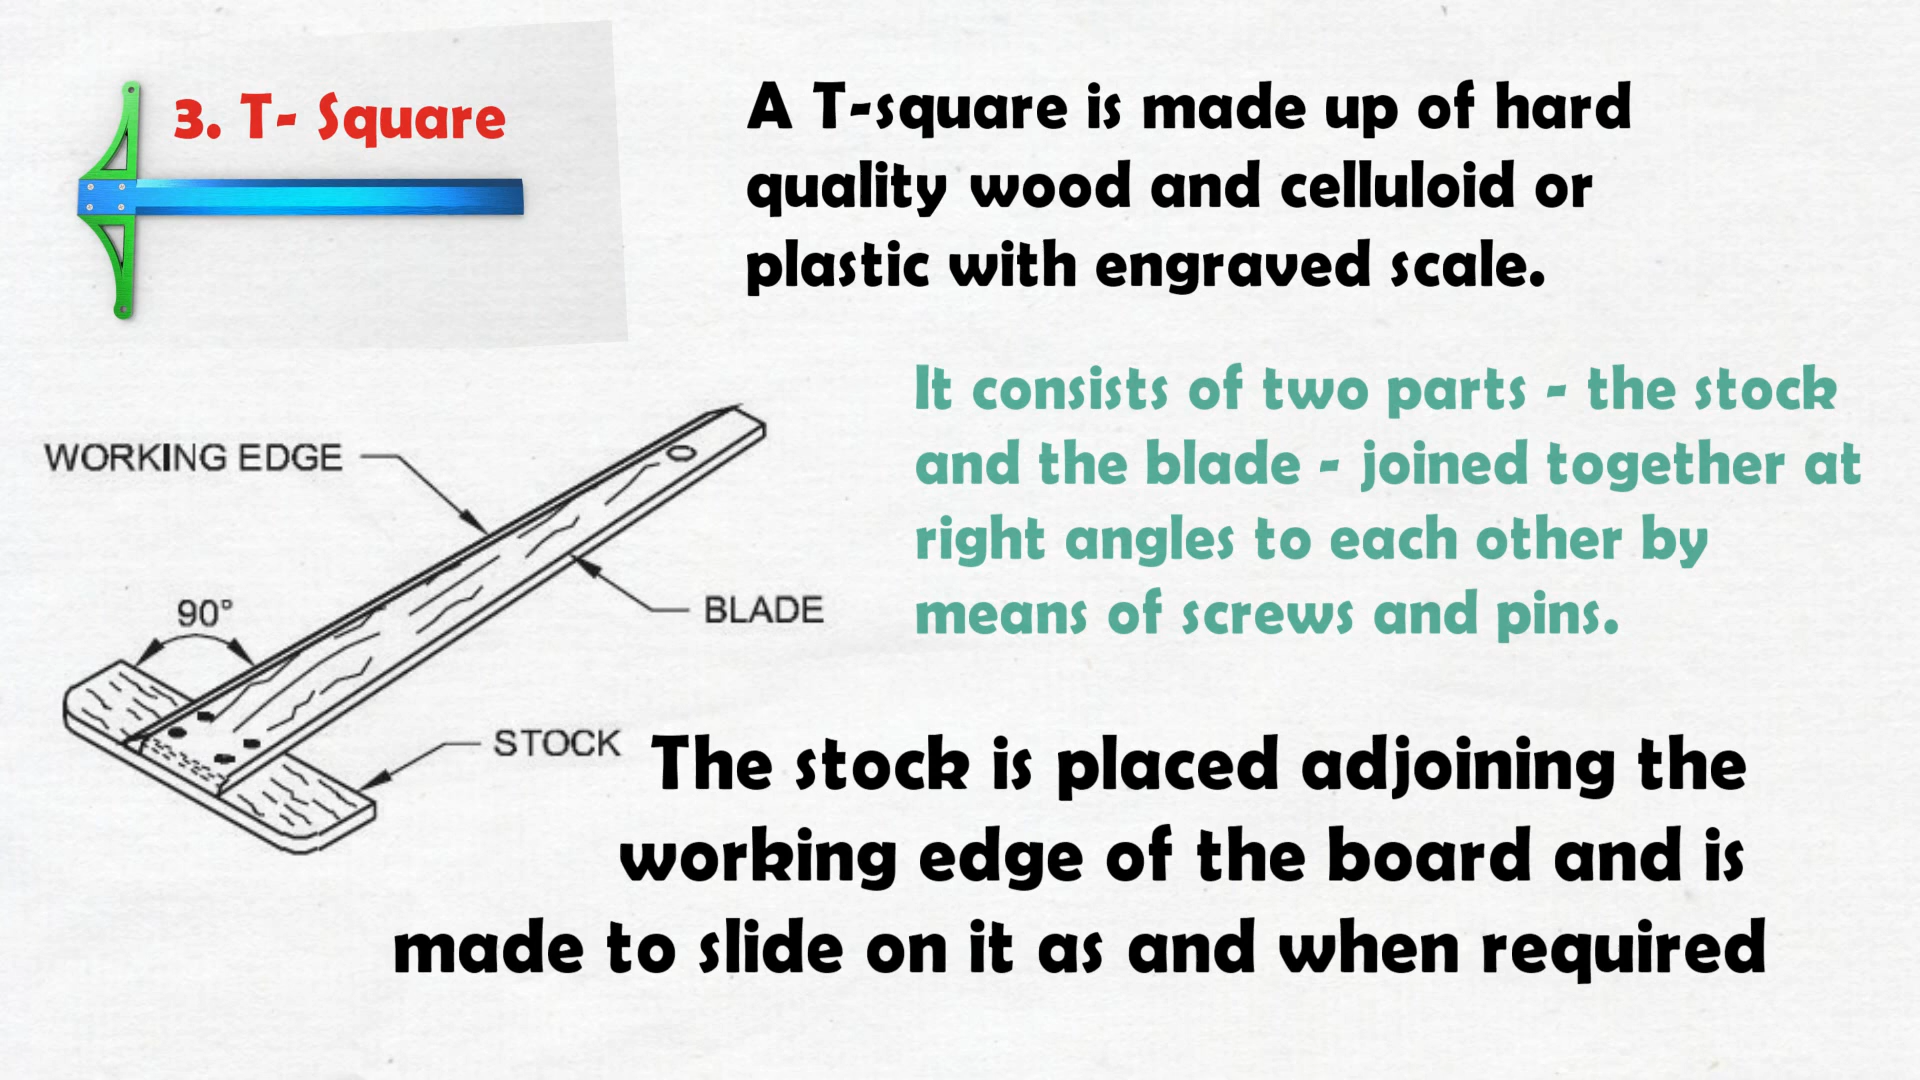 3. T- Square
A T-square is made up of hard
quality wood and celluloid or
plastic with engraved scale.
It consists of two parts - the stock
and the blade - joined together at
right angles to each other by
means of screws and pins.
WORKING EDGE
90°
BLADE
STOCK
The stock is placed adjoining the
working edge of the board and is
made to slide on it as and when required